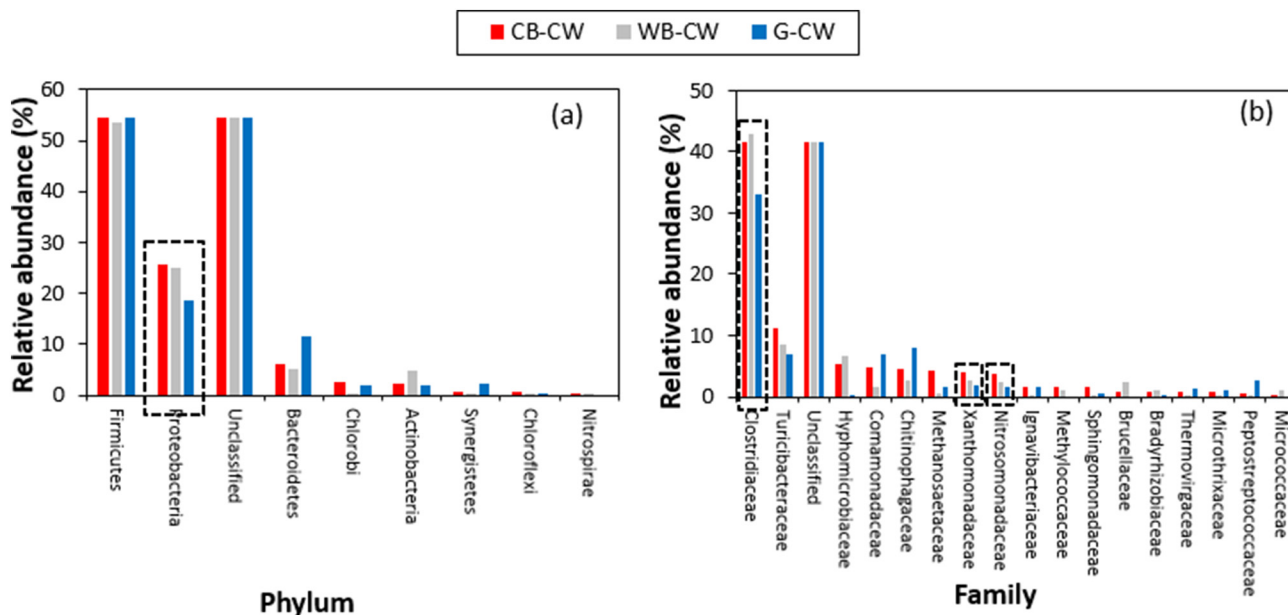 CB-CW WB-CW G-CW
(a)
Relative abundance (%)
60
50
40
30
20
10
0
Firmicutes
Proteobacteria
Unclassified
Bacteroidetes
Chlorobi
Actinobacteria
Synergistetes
Chloroflexi
Nitrospirae
Phylum
(b)
Relative abundance (%)
50
40
30
20
10
0
Clostridiaceae
Turicibacteraceae
Unclassified
Hyphomicrobiaceae
Comamonadaceae
Chitinophagaceae
Methanosaetaceae
Xanthomonadaceae
Nitrosomonadaceae
Ignavibacteriaceae
Methylococcaceae
Sphingomonadaceae
Brucellaceae
Bradyrhizobiaceae
Thermovirgaceae
Microthrixaceae
Peptostreptococcaceae
Micrococcaceae
Family